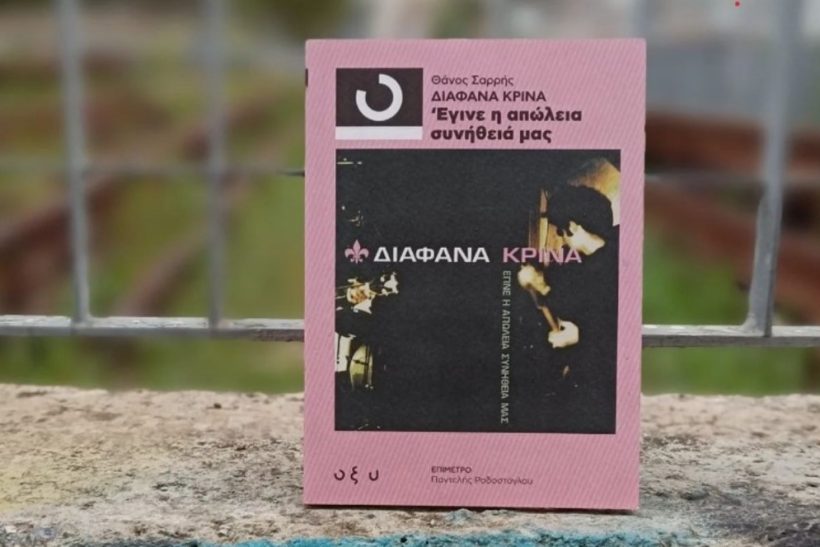 Θάνος Σαρρής
ΔΙΑΦΑΝΑ ΚΡΙΝΑ
Έγινε η απώλεια
συνήθειά μας
ΔΙΑΦΑΝΑ ΚΡΙΝΑ
ΕΓΙΝΕ Η ΑΠΩΛΕΙΑ ΣΥΝΗΘΕΙΑ ΜΑΣ
οξυ
ΕΠΙΜΕΤΡΟ
Παντελής Ροδοστόγλου